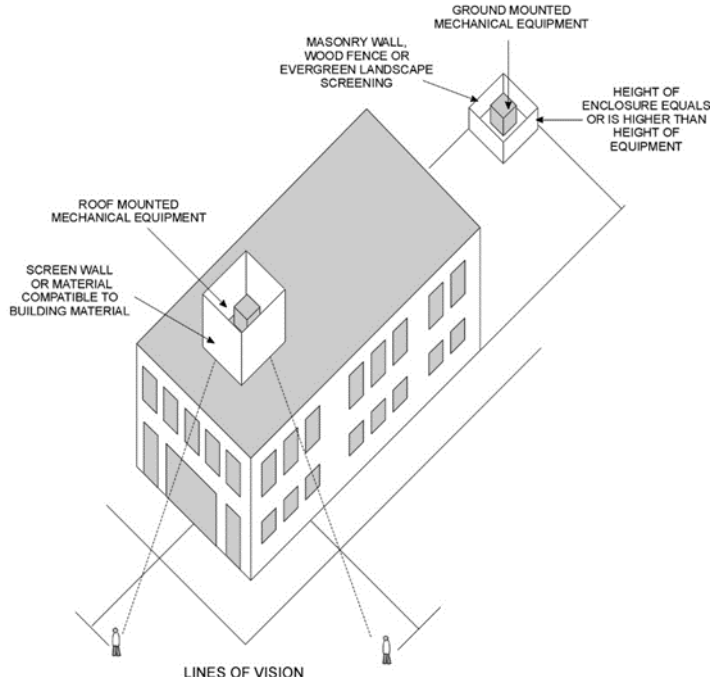 GROUND MOUNTED
MECHANICAL EQUIPMENT
MASONRY WALL,
WOOD FENCE OR
EVERGREEN LANDSCAPE
SCREENING
HEIGHT OF
ENCLOSURE EQUALS
OR IS HIGHER THAN
HEIGHT OF
EQUIPMENT
ROOF MOUNTED
MECHANICAL EQUIPMENT
SCREEN WALL
OR MATERIAL
COMPATIBLE TO
BUILDING MATERIAL
LINES OF VISION